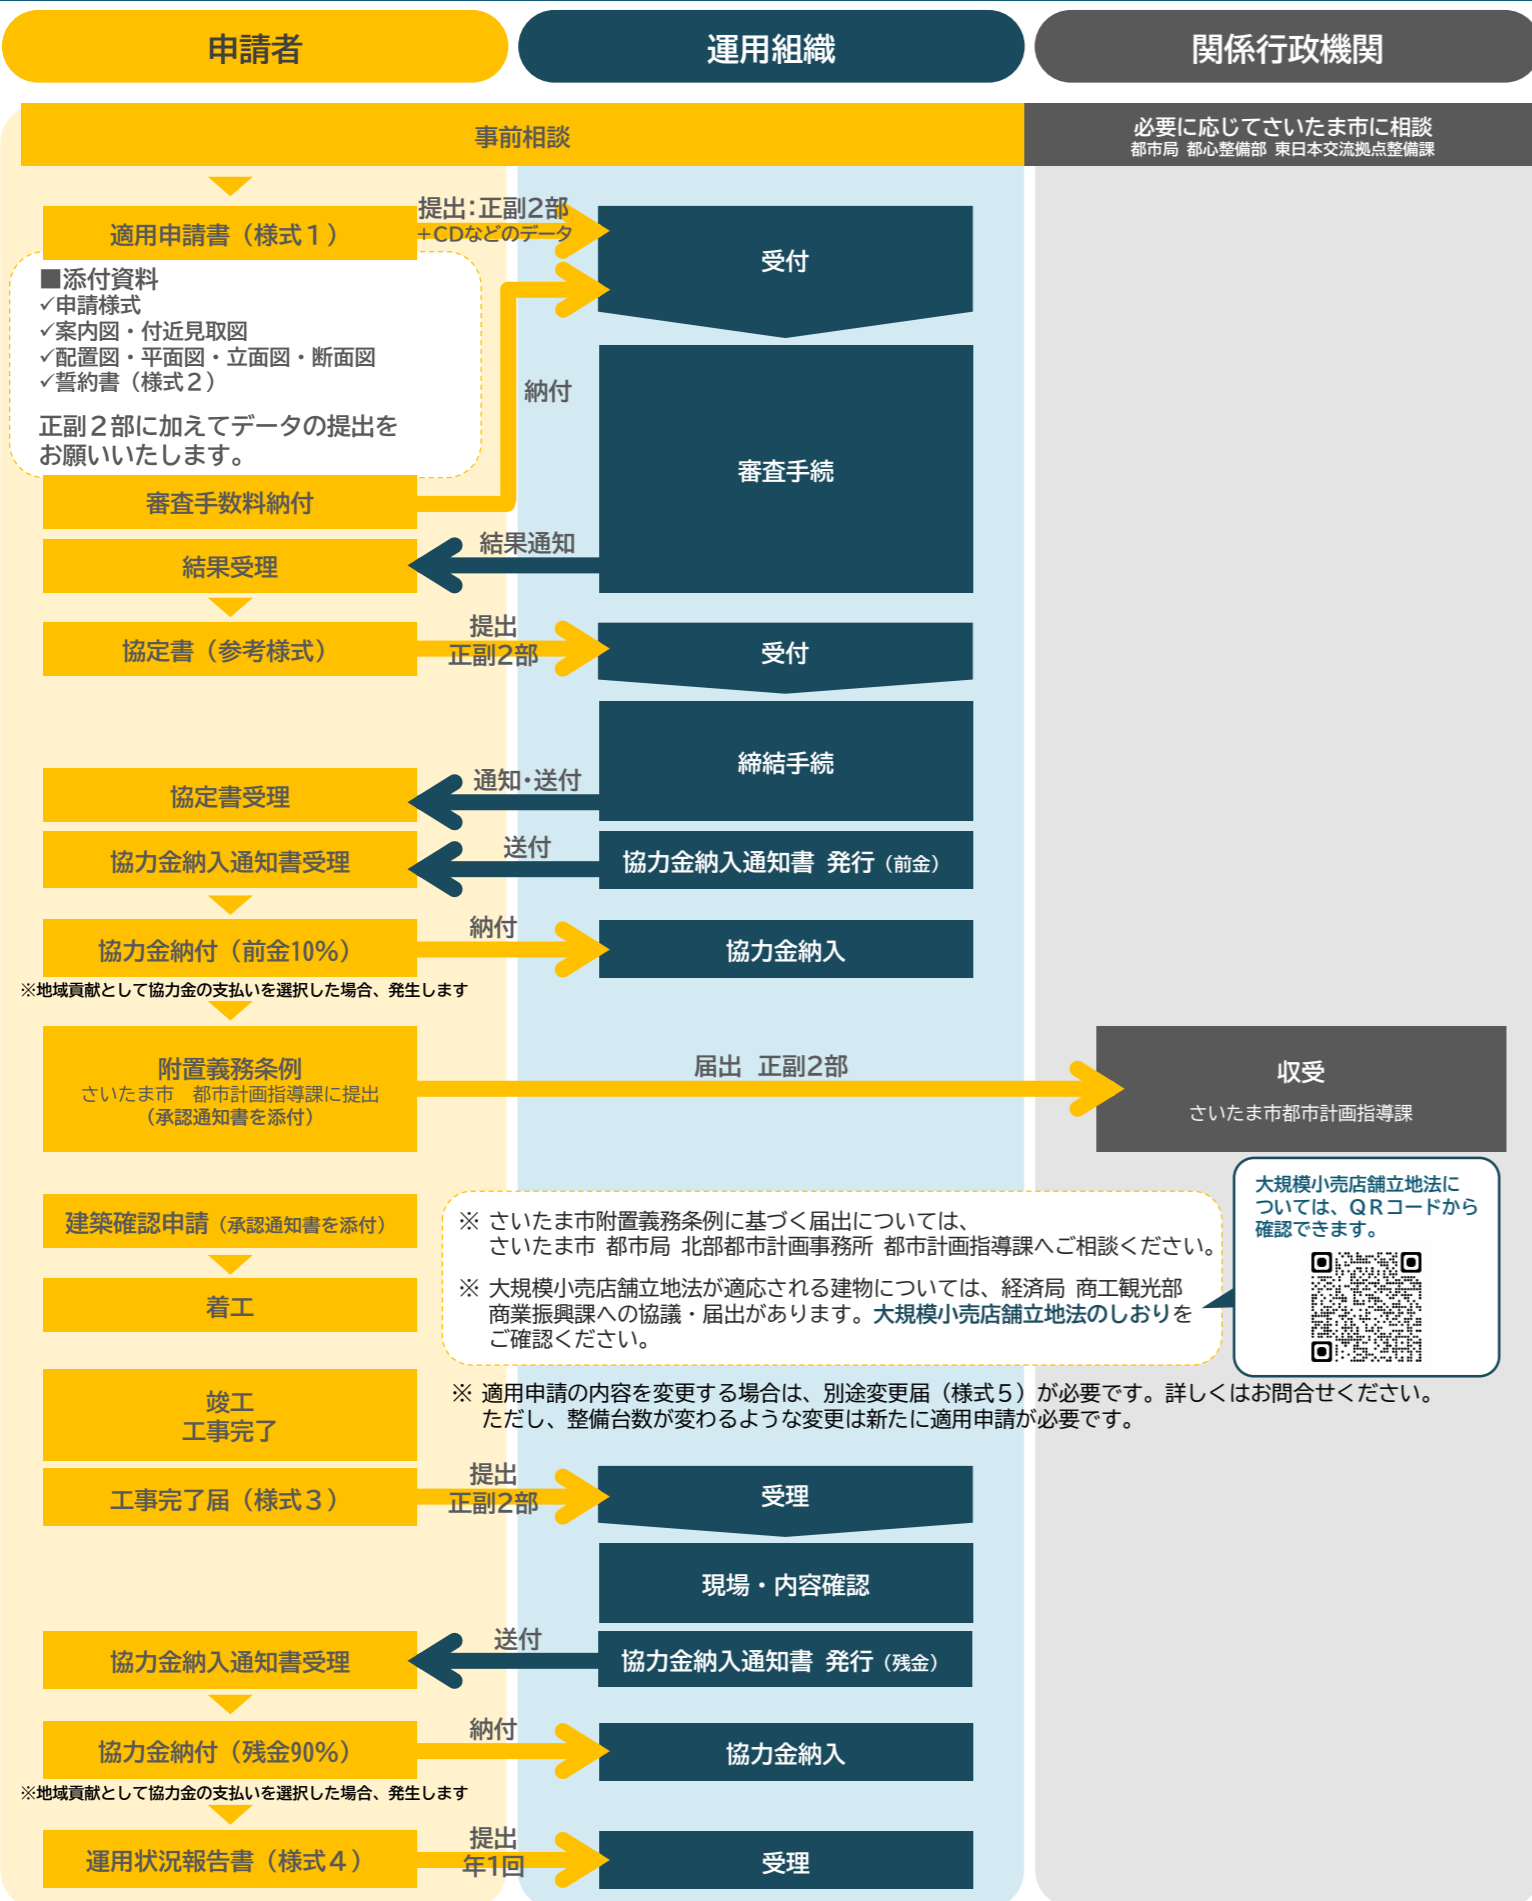 申請者
運用組織
関係行政機関
事前相談
必要に応じてさいたま市に相談
都市局 都心整備部 東日本交流拠点整備課
適用申請書（様式１）
提出：正副2部
＋CDなどのデータ
受付
■添付資料
✓申請様式
✓案内図・付近見取図
✓配置図・平面図・立面図・断面図
✓誓約書（様式２）
正副２部に加えてデータの提出を
お願いいたします。
納付
審査手続
審査手数料納付
結果通知
結果受理
協定書（参考様式）
提出
正副2部
受付
締結手続
通知・送付
協定書受理
送付
協力金納入通知書受理
協力金納入通知書 発行（前金）
協力金納付（前金10％）
納付
協力金納入
※地域貢献として協力金の支払いを選択した場合、発生します
附置義務条例
さいたま市　都市計画指導課に提出
（承認通知書を添付）
届出 正副2部
収受
さいたま市都市計画指導課
建築確認申請（承認通知書を添付）
着工
※ さいたま市附置義務条例に基づく届出については、
さいたま市 都市局 北部都市計画事務所 都市計画指導課へご相談ください。
※ 大規模小売店舗立地法が適応される建物については、経済局 商工観光部
商業振興課への協議・届出があります。大規模小売店舗立地法のしおりを
ご確認ください。
大規模小売店舗立地法に
ついては、ＱＲコードから
確認できます。
竣工
工事完了
※ 適用申請の内容を変更する場合は、別途変更届（様式５）が必要です。詳しくはお問合せください。
ただし、整備台数が変わるような変更は新たに適用申請が必要です。
工事完了届（様式３）
提出
正副2部
受理
現場・内容確認
送付
協力金納入通知書受理
協力金納入通知書 発行（残金）
協力金納付（残金90％）
納付
協力金納入
※地域貢献として協力金の支払いを選択した場合、発生します
運用状況報告書（様式４）
提出
年1回
受理